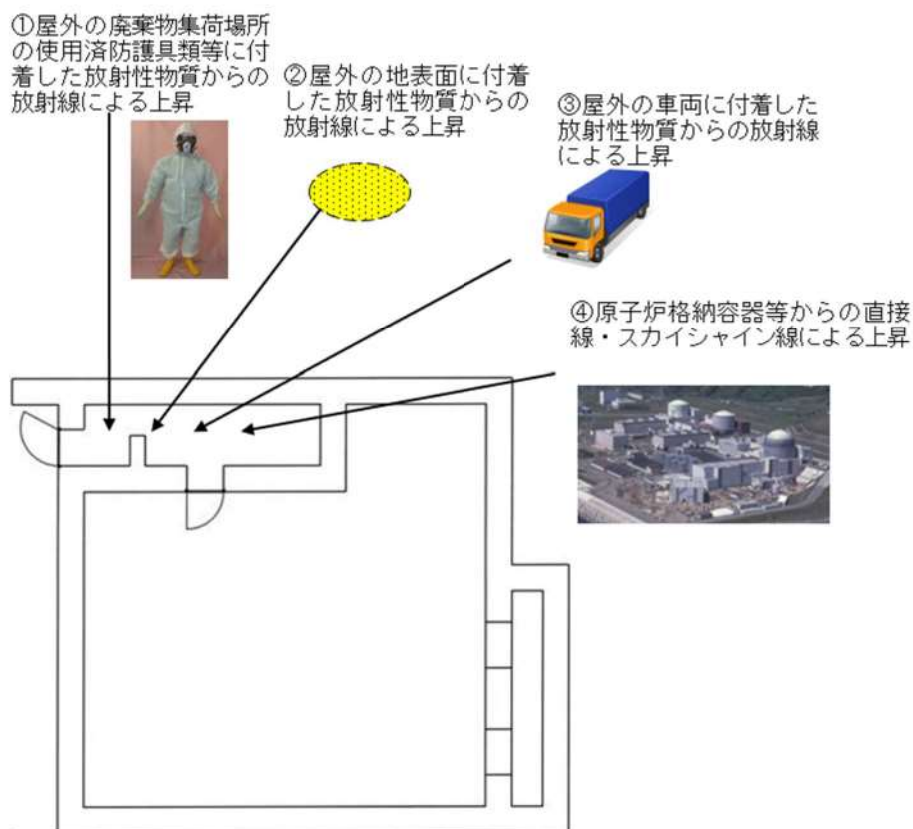 ①屋外の廃棄物集荷場所
の使用済防護具類等に付
着した放射性物質からの
放射線による上昇
②屋外の地表面に付着
した放射性物質からの
放射線による上昇
③屋外の車両に付着した
放射性物質からの放射線
による上昇
④原子炉格納容器等からの直接
線・スカイシャイン線による上昇